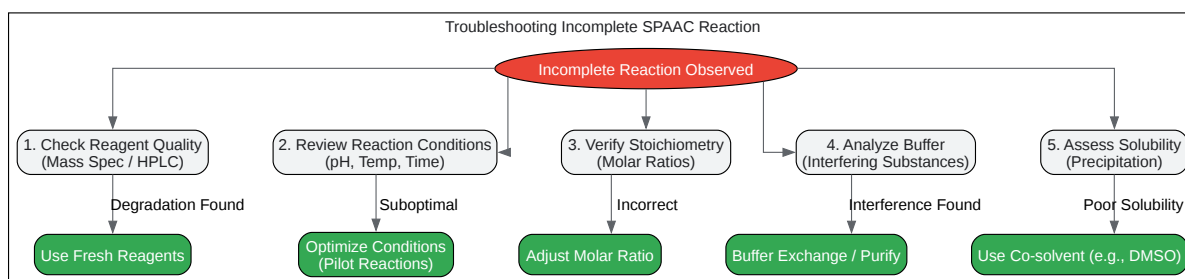 Troubleshooting Incomplete SPAAC Reaction
Incomplete Reaction Observed
1. Check Reagent Quality
(Mass Spec / HPLC)
2. Review Reaction Conditions
(pH, Temp, Time)
3. Verify Stoichiometry
(Molar Ratios)
4. Analyze Buffer
(Interfering Substances)
5. Assess Solubility
(Precipitation)
Degradation Found
Suboptimal
Incorrect
Interference Found
Poor Solubility
Use Fresh Reagents
Optimize Conditions
(Pilot Reactions)
Adjust Molar Ratio
Buffer Exchange / Purify
Use Co-solvent (e.g., DMSO)